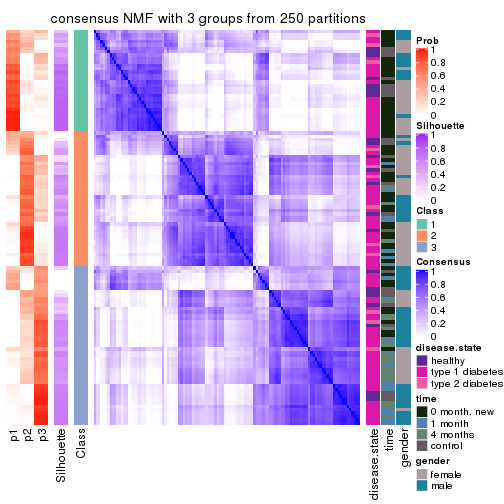 consensus NMF with 3 groups from 250 partitions
p1
p2
p3
Silhouette
Class
disease.state
time
gender
Prob
1
0.8
0.6
0.4
0.2
0
Silhouette
1
0.8
0.6
0.4
0.2
0
Class
1
2
3
Consensus
1
0.8
0.6
0.4
0.2
0
disease.state
healthy
type 1 diabetes
type 2 diabetes
time
0 month, new
1 month
4 months
control
gender
female
male